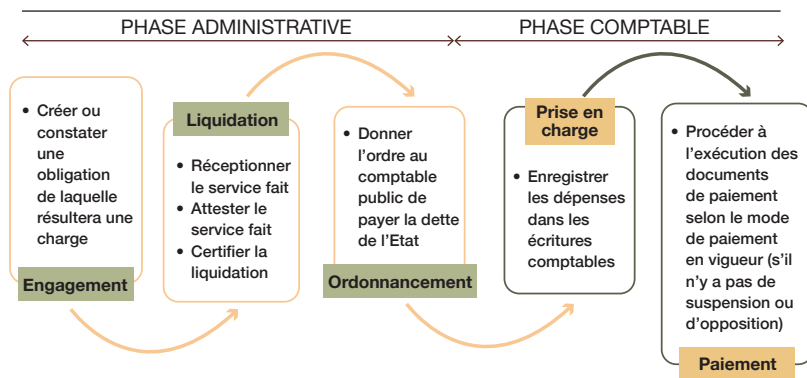 PHASE ADMINISTRATIVE
PHASE COMPTABLE
• Créer ou
constater
une
obligation
de laquelle
résultera une
charge
Engagement
Liquidation
• Réceptionner
le service fait
• Attester le
service fait
• Certifier la
liquidation
• Donner
l'ordre au
comptable
public de
payer la dette
de l'Etat
Ordonnancement
Prise en
charge
• Enregistrer
les dépenses
dans les
écritures
comptables
• Procéder à
l'exécution des
documents
de paiement
selon le mode
de paiement
en vigueur (s'il
n'y a pas de
suspension ou
d'opposition)
Paiement